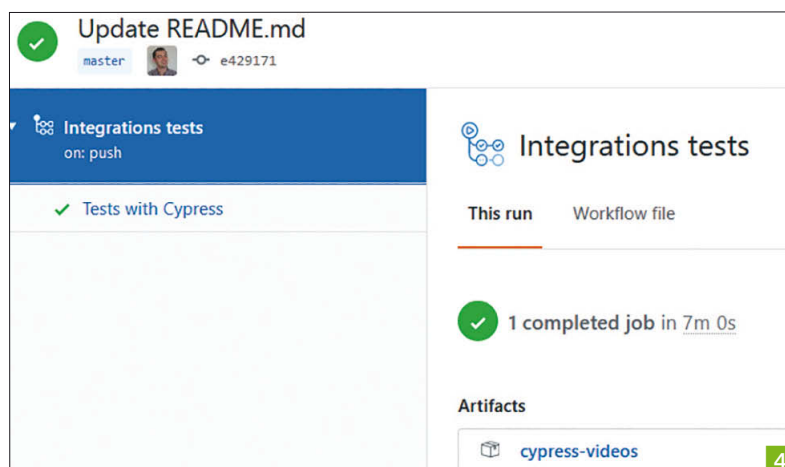 Update README.md
master e429171
Integrations tests
on: push
Tests with Cypress
Integrations tests
This run Workflow file
1 completed job in 7m 0s
Artifacts
cypress-videos
4